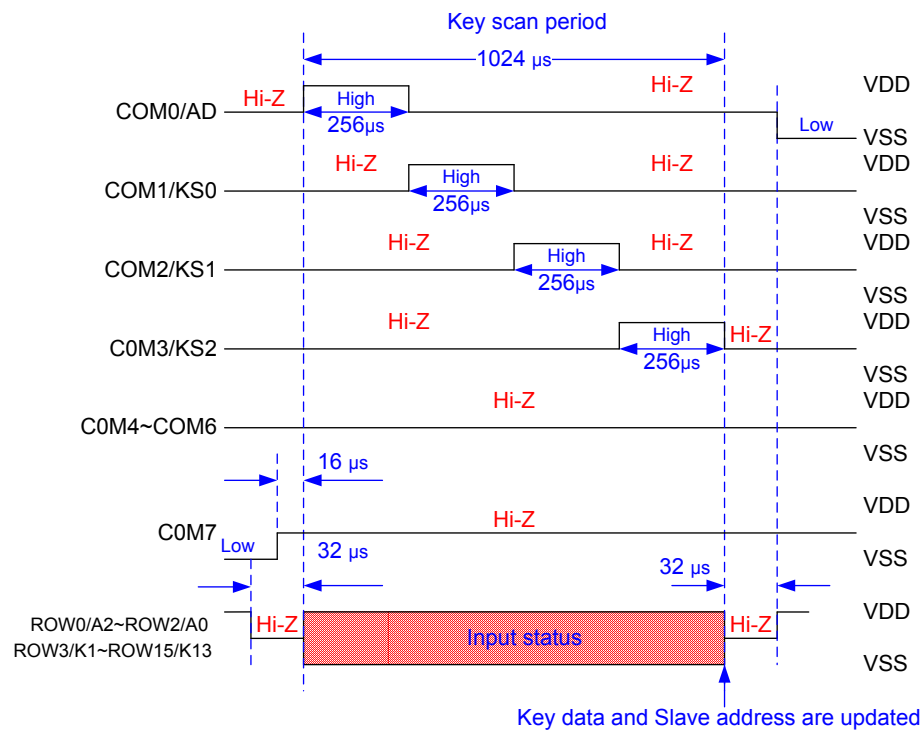 Key scan period
1024 µs
COM0/AD Hi-Z High 256µs Hi-Z Low VDD VSS
COM1/KS0 Hi-Z High 256µs Hi-Z VDD VSS
COM2/KS1 Hi-Z High 256µs Hi-Z VDD VSS
C0M3/KS2 Hi-Z High 256µs Hi-Z VDD VSS
C0M4~COM6 Hi-Z VDD VSS
16 µs
C0M7 Low Hi-Z VDD VSS
32 µs 32 µs
ROW0/A2~ROW2/A0 Hi-Z Input status Hi-Z VDD
ROW3/K1~ROW15/K13 VSS
Key data and Slave address are updated